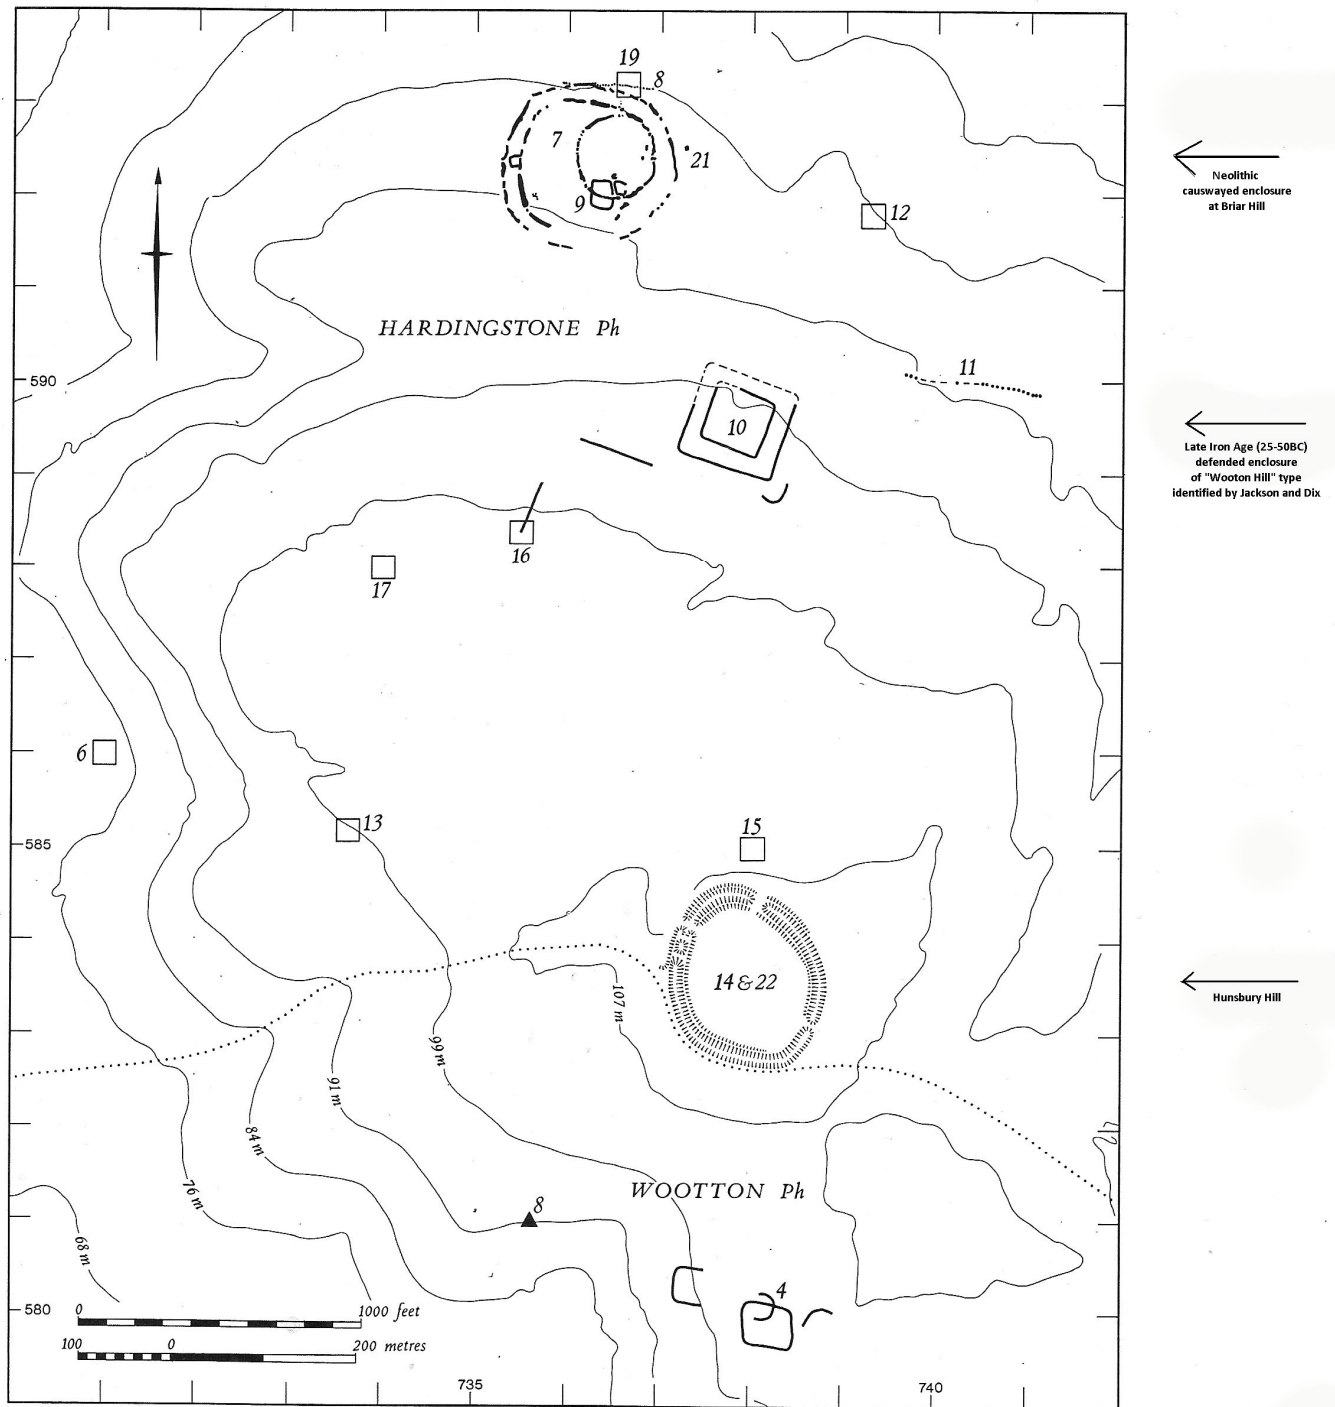 19
8
7
21
9
12
Neolithic
causwayed enclosure
at Briar Hill
HARDINGSTONE Ph
590
11
10
Late Iron Age (25-50BC)
defended enclosure
of "Wooton Hill" type
identified by Jackson and Dix
16
17
6
13
15
585
14 & 22
107 m
Hunsbury Hill
99 m
91 m
84 m
76 m
68 m
WOOTTON Ph
8
4
580
0 1000 feet
100 0 200 metres
735 740